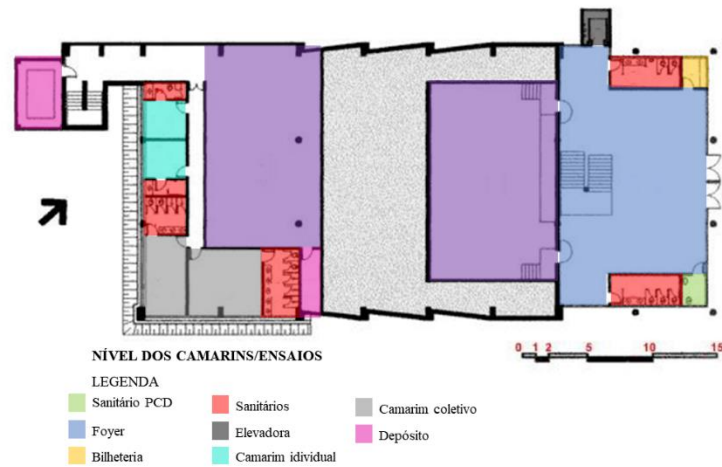 0 1 2 5 10 15
NÍVEL DOS CAMARINS/ENSAIOS
LEGENDA
Sanitário PCD
Sanitários
Camarim coletivo
Foyer
Elevadora
Depósito
Bilheteria
Camarim idividual